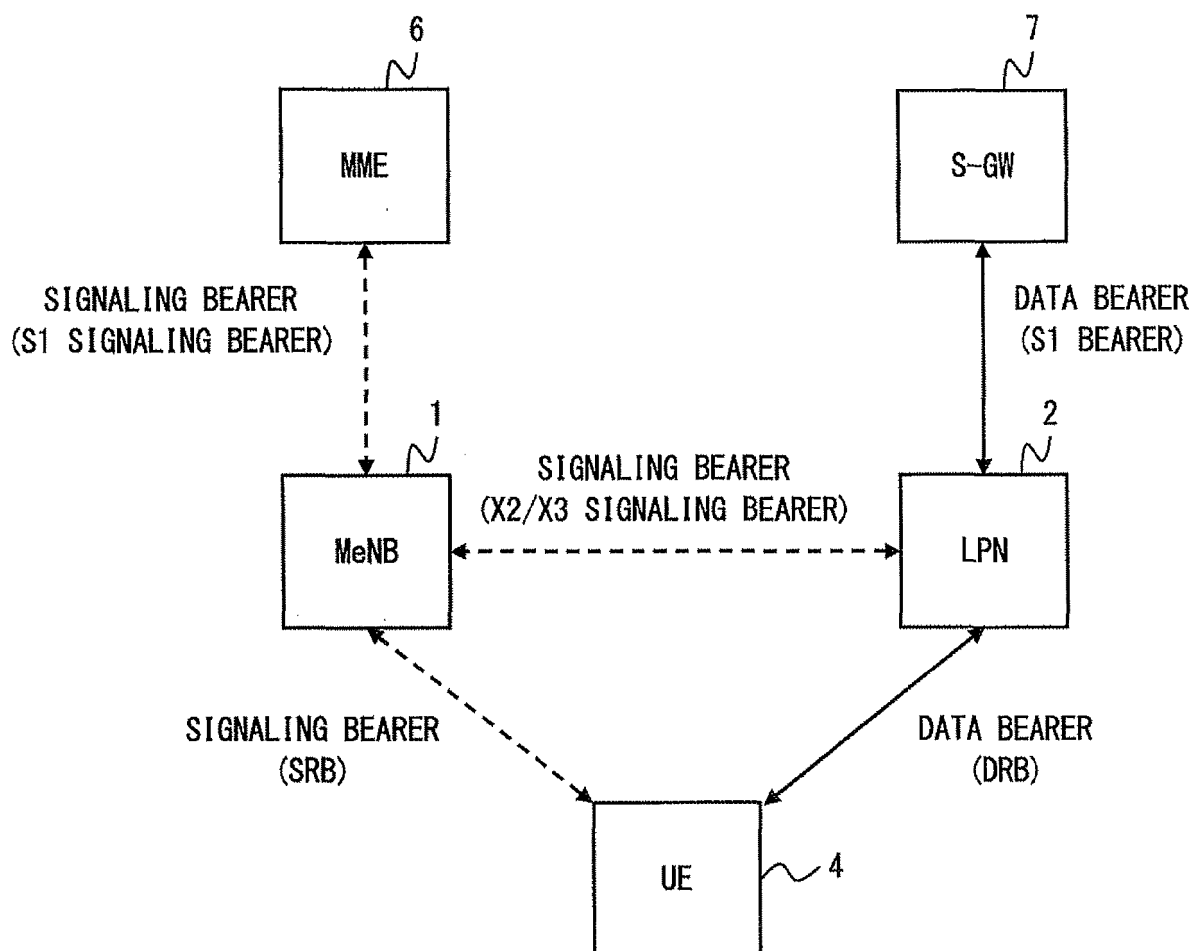 6
7
MME
S-GW
SIGNALING BEARER
(S1 SIGNALING BEARER)
DATA BEARER
(S1 BEARER)
1
2
SIGNALING BEARER
(X2/X3 SIGNALING BEARER)
MeNB
LPN
SIGNALING BEARER
(SRB)
DATA BEARER
(DRB)
UE
4